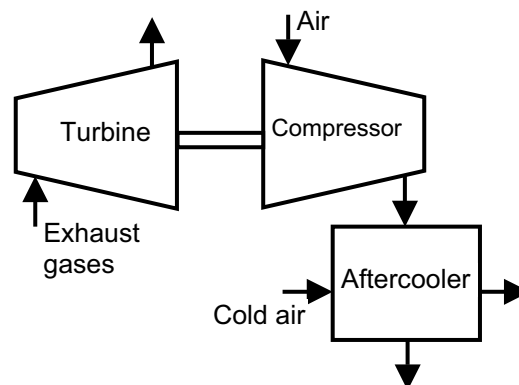 Air
Turbine
Compressor
Exhaust
gases
Aftercooler
Cold air